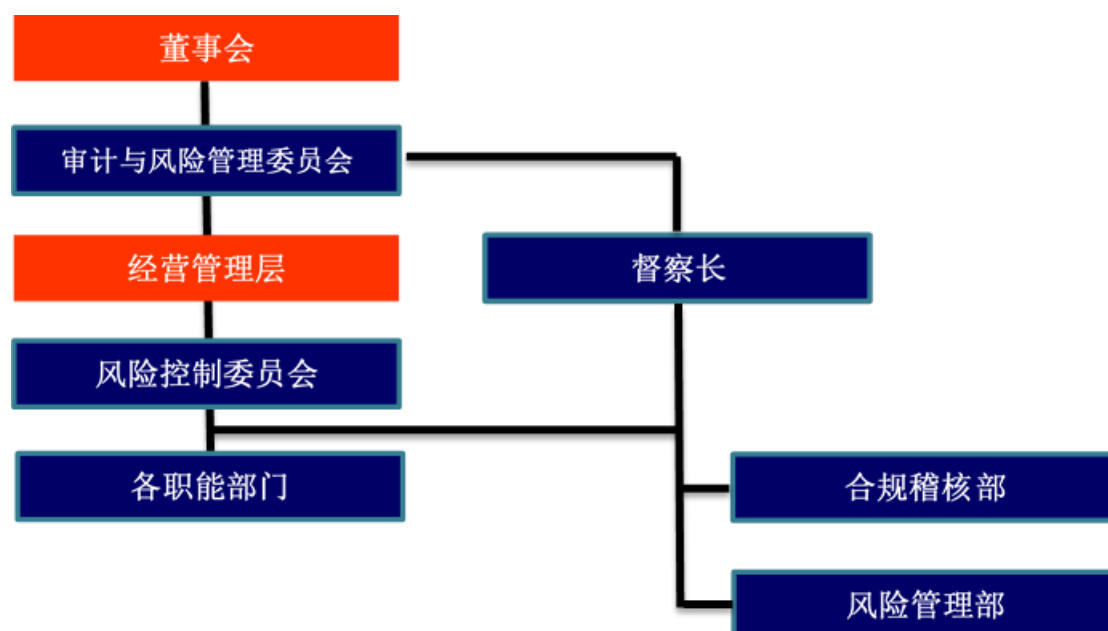 董事会
审计与风险管理委员会
经营管理层
督察长
风险控制委员会
各职能部门
合规稽核部
风险管理部